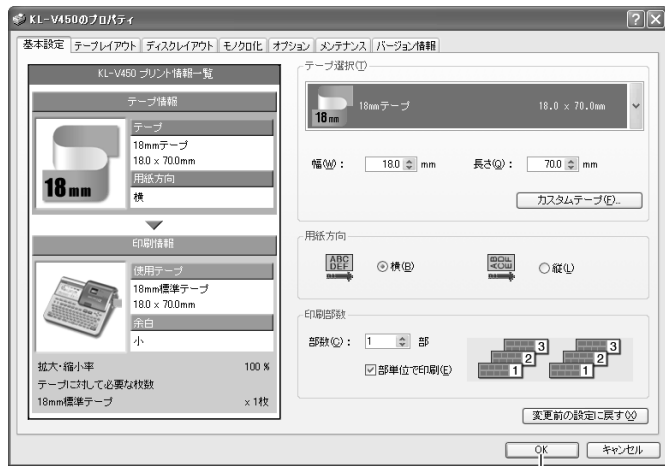 KL-V450のプロパティ
基本設定 テープレイアウト ディスクレイアウト モノクロ化 オプション メンテナンス バージョン情報
KL-V450 プリント情報一覧
テープ情報
テープ
18mmテープ
18.0 × 70.0mm
用紙方向
横
18 mm
印刷情報
使用テープ
18mm標準テープ
18.0 × 70.0mm
余白
小
拡大・縮小率 100 %
テープに対して必要な枚数
18mm標準テープ × 1枚
テープ選択(T)
18 mm
18mmテープ 18.0 × 70.0mm
幅(W)： 18.0 mm 長さ(Q)： 70.0 mm
カスタムテープ(F)...
用紙方向
ABC
DEF
横(B)
ABC
DEF
縦(L)
印刷部数
部数(C)： 1 部
部単位で印刷(E)
3
2
1
3
2
1
変更前の設定に戻す(X)
OK キャンセル